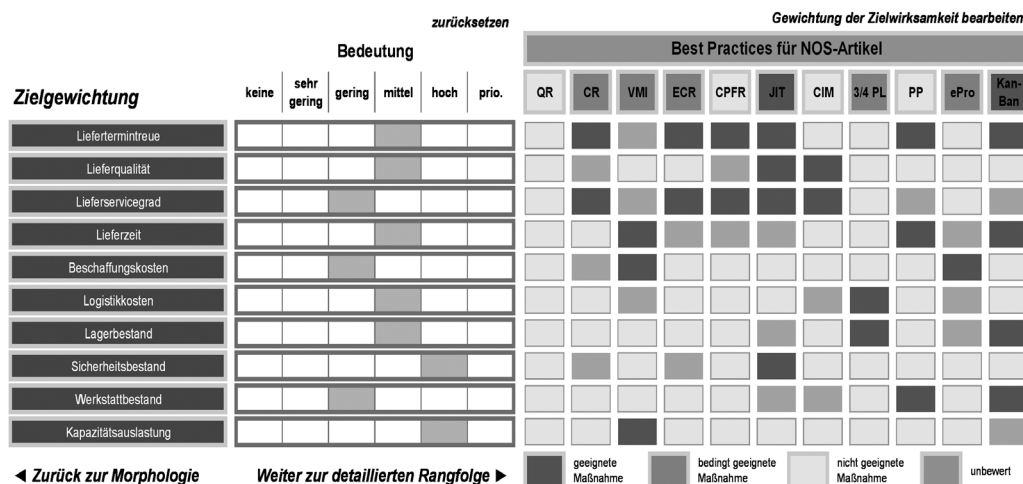 zurücksetzen
Gewichtung der Zielwirksamkeit bearbeiten
Bedeutung
Best Practices für NOS-Artikel
Zielgewichtung
keine
sehr
gering
gering
mittel
hoch
prio.
QR
CR
VMI
ECR
CPFR
JIT
CIM
3/4 PL
PP
ePro
Kan-
Ban
Liefertermintreue
Lieferqualität
Lieferservicegrad
Lieferzeit
Beschaffungskosten
Logistikkosten
Lagerbestand
Sicherheitsbestand
Werkstattbestand
Kapazitätsauslastung
◄ Zurück zur Morphologie
Weiter zur detaillierten Rangfolge ►
geeignete
Maßnahme
bedingt geeignete
Maßnahme
nicht geeignete
Maßnahme
unbewert